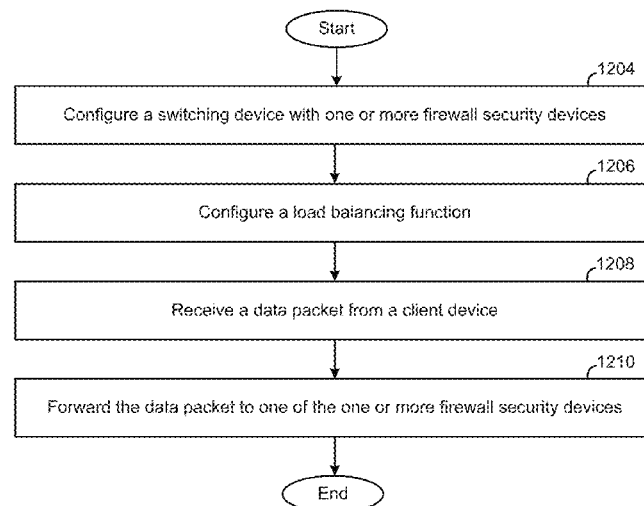 Start
1204
Configure a switching device with one or more firewall security devices
1206
Configure a load balancing function
1208
Receive a data packet from a client device
1210
Forward the data packet to one of the one or more firewall security devices
End